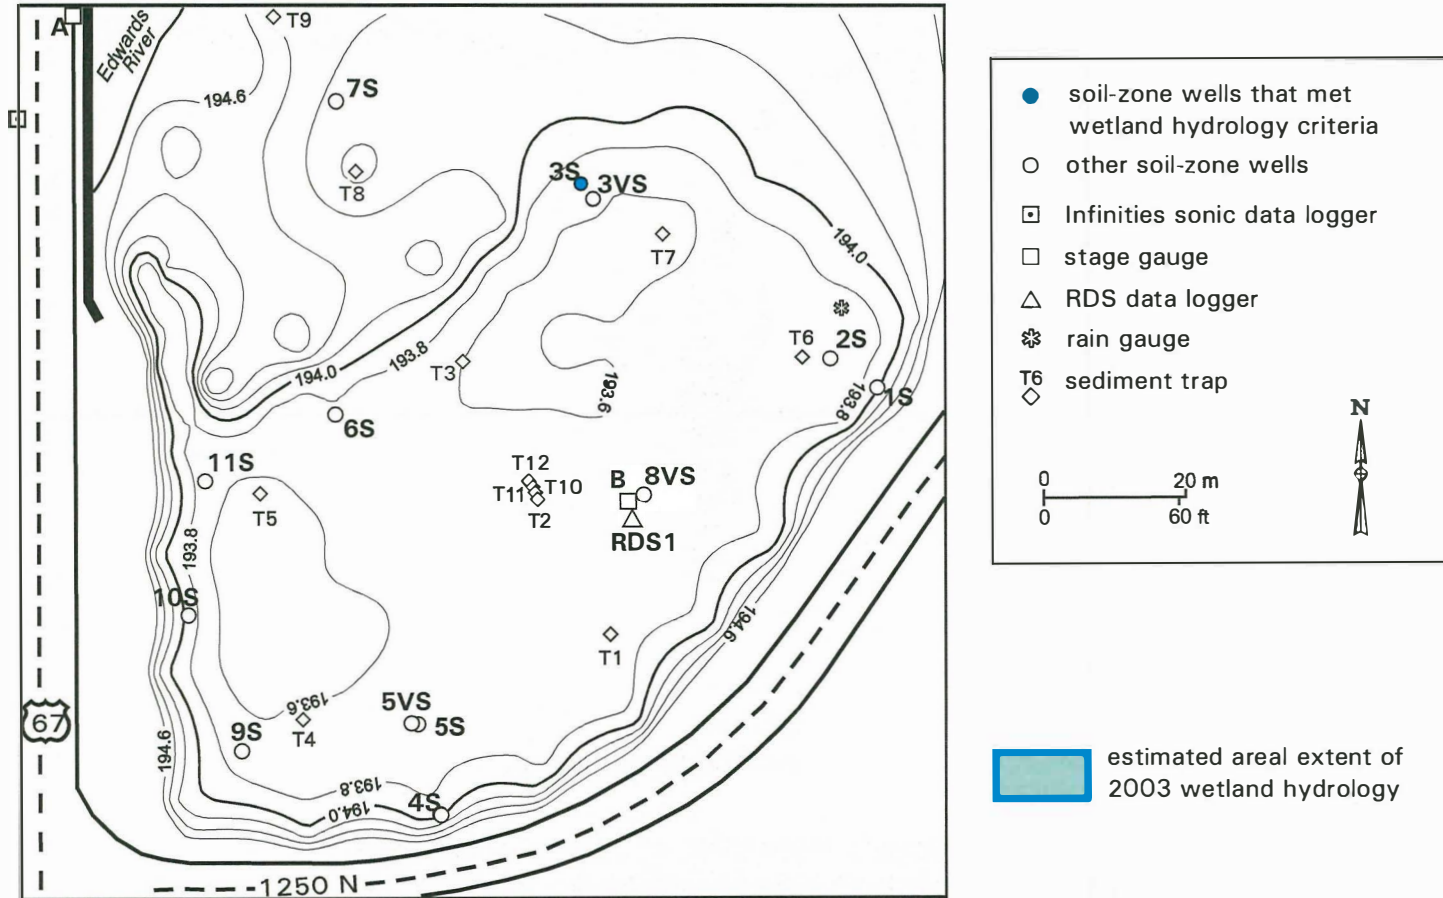 A
Edwards
River
T9
7S
194.6
T8
3S
3VS
T7
194.0
2S
T6
1S
193.8
T3
193.8
194.0
193.6
6S
11S
T5
T12
T10
T11
T2
B
8VS
RDS1
193.8
10S
T1
194.6
193.6
T4
5VS
5S
9S
67
194.6
193.8
194.0
4S
1250 N
soil-zone wells that met
wetland hydrology criteria
other soil-zone wells
Infinities sonic data logger
stage gauge
RDS data logger
rain gauge
T6
sediment trap
N
0 20 m
0 60 ft
estimated areal extent of
2003 wetland hydrology